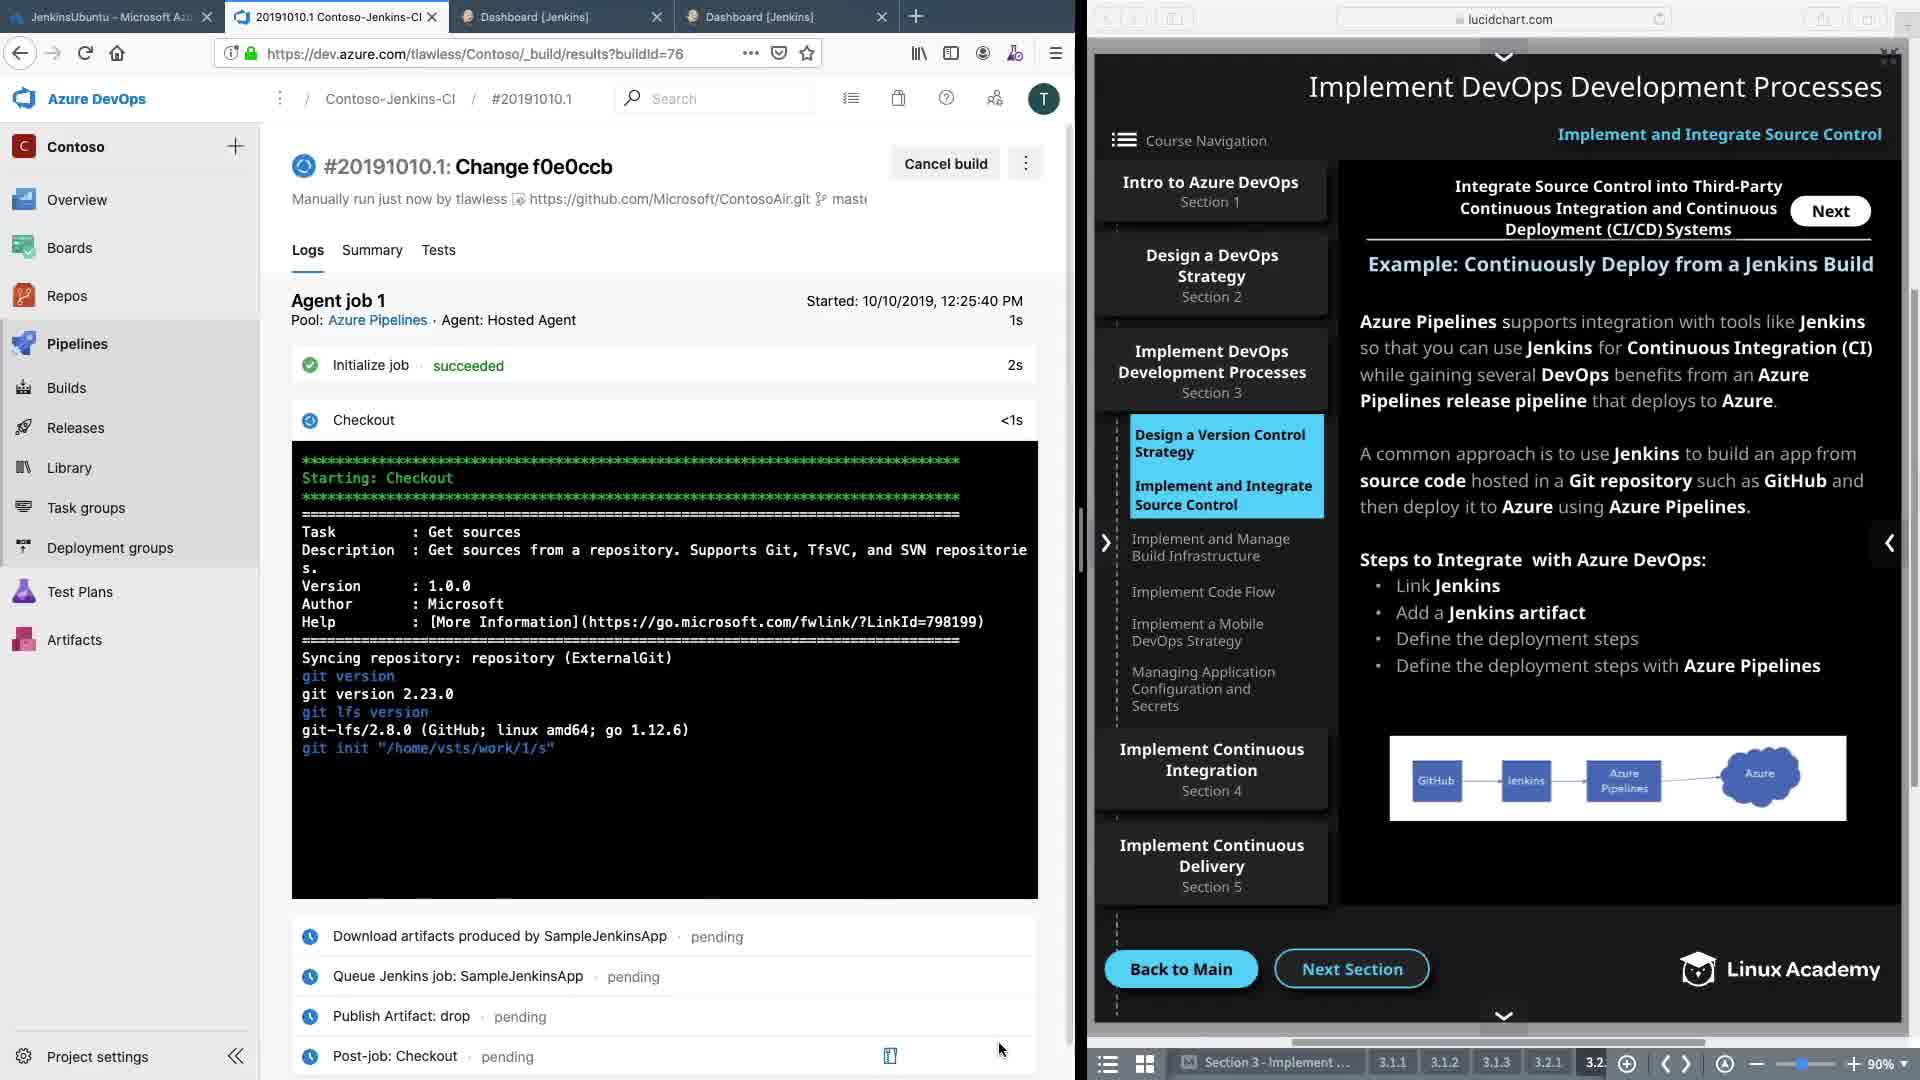 JenkinsUbuntu - Microsoft Azu
20191010.1 Contoso-Jenkins-CI
Dashboard [Jenkins]
Dashboard [Jenkins]
https://dev.azure.com/tlawless/Contoso/_build/results?buildId=76
Azure DevOps
/ Contoso-Jenkins-CI / #20191010.1
Search
T
C Contoso
Overview
Boards
Repos
Pipelines
Builds
Releases
Library
Task groups
Deployment groups
Test Plans
Artifacts
Project settings
#20191010.1: Change f0e0ccb
Cancel build
Manually run just now by tlawless https://github.com/Microsoft/ContosoAir.git maste
Logs Summary Tests
Agent job 1
Started: 10/10/2019, 12:25:40 PM
Pool: Azure Pipelines · Agent: Hosted Agent
1s
Initialize job · succeeded
2s
Checkout
<1s
******************************************************************************
Starting: Checkout
******************************************************************************
==============================================================================
Task         : Get sources
Description  : Get sources from a repository. Supports Git, TfsVC, and SVN repositorie
s.
Version      : 1.0.0
Author       : Microsoft
Help         : [More Information](https://go.microsoft.com/fwlink/?LinkId=798199)
==============================================================================
Syncing repository: repository (ExternalGit)
git version
git version 2.23.0
git lfs version
git-lfs/2.8.0 (GitHub; linux amd64; go 1.12.6)
git init "/home/vsts/work/1/s"
Download artifacts produced by SampleJenkinsApp · pending
Queue Jenkins job: SampleJenkinsApp · pending
Publish Artifact: drop · pending
Post-job: Checkout · pending
lucidchart.com
Implement DevOps Development Processes
Course Navigation
Implement and Integrate Source Control
Intro to Azure DevOps
Section 1
Design a DevOps
Strategy
Section 2
Implement DevOps
Development Processes
Section 3
Design a Version Control
Strategy
Implement and Integrate
Source Control
Implement and Manage
Build Infrastructure
Implement Code Flow
Implement a Mobile
DevOps Strategy
Managing Application
Configuration and
Secrets
Implement Continuous
Integration
Section 4
Implement Continuous
Delivery
Section 5
Integrate Source Control into Third-Party
Continuous Integration and Continuous
Deployment (CI/CD) Systems
Next
Example: Continuously Deploy from a Jenkins Build
Azure Pipelines supports integration with tools like Jenkins
so that you can use Jenkins for Continuous Integration (CI)
while gaining several DevOps benefits from an Azure
Pipelines release pipeline that deploys to Azure.
A common approach is to use Jenkins to build an app from
source code hosted in a Git repository such as GitHub and
then deploy it to Azure using Azure Pipelines.
Steps to Integrate with Azure DevOps:
• Link Jenkins
• Add a Jenkins artifact
• Define the deployment steps
• Define the deployment steps with Azure Pipelines
GitHub
Jenkins
Azure
Pipelines
Azure
Back to Main
Next Section
Linux Academy
Section 3 - Implement ...
3.1.1
3.1.2
3.1.3
3.2.1
3.2.
90%